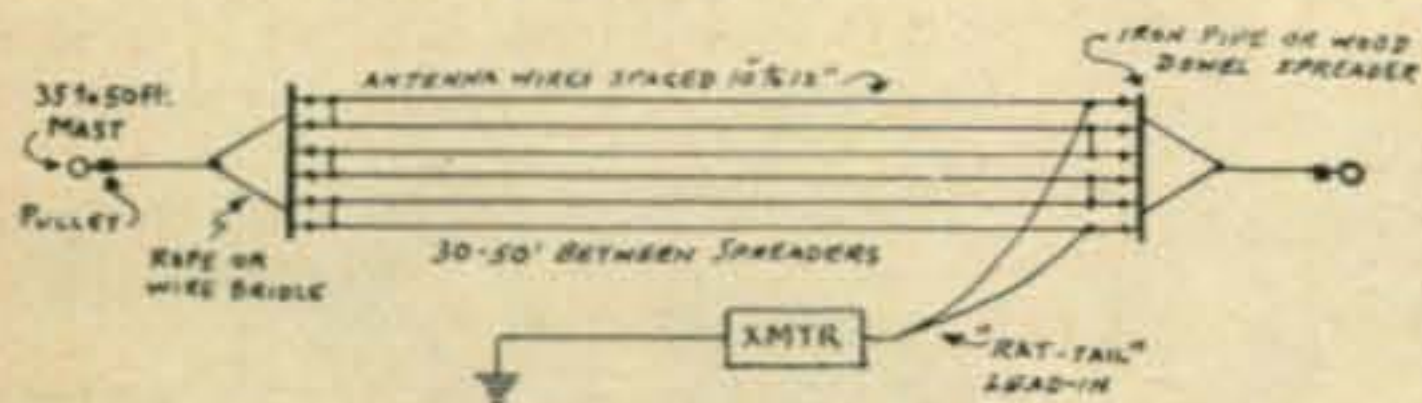 IRON PIPE OR WOOD
DOWEL SPREADER
ANTENNA WIRES SPACED 10" to 12"
35 to 50 ft.
MAST
PULLEY
ROPE OR
WIRE BRIDLE
30-50' BETWEEN SPREADERS
XMTR
"RAT-TAIL"
LEAD-IN